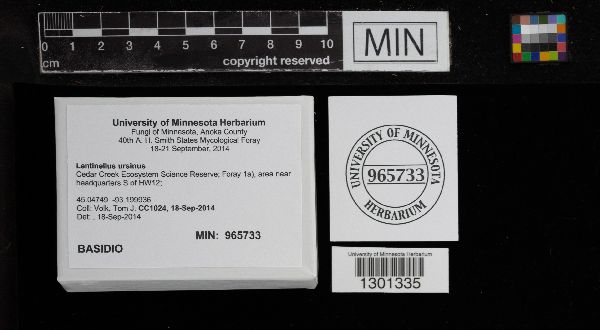 0 1 2 3 4 5 6 7 8 9 10
cm
copyright reserved
MIN
University of Minnesota Herbarium
Fungi of Minnesota, Anoka County
40th A. H. Smith States Mycological Foray
18-21 September, 2014
Lentinellus ursinus
Cedar Creek Ecosystem Science Reserve; Foray 1a), area near
headquarters S of HW12;
45.04749 -93.199936
Coll: Volk, Tom J. CC1024, 18-Sep-2014
Det: , 18-Sep-2014
MIN: 965733
BASIDIO
UNIVERSITY OF MINNESOTA
965733
HERBARIUM
University of Minnesota Herbarium
1301335